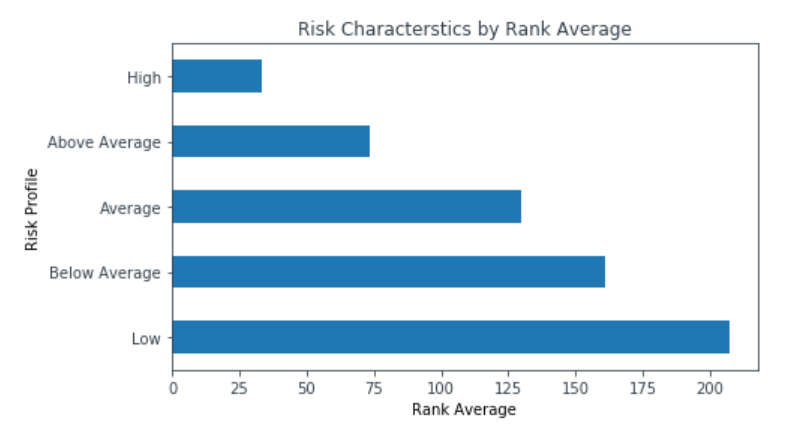 Risk Characterstics by Rank Average
High
Above Average
Average
Below Average
Low
Risk Profile
0 25 50 75 100 125 150 175 200
Rank Average